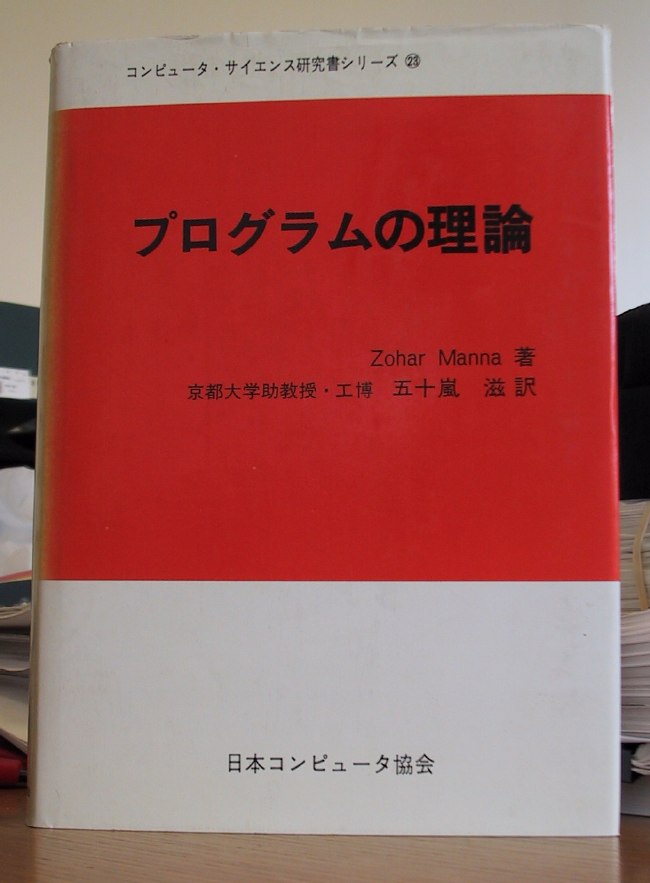 コンピュータ・サイエンス研究書シリーズ ㉓
プログラムの理論
Zohar Manna 著
京都大学助教授・工博 五十嵐 滋 訳
日本コンピュータ協会